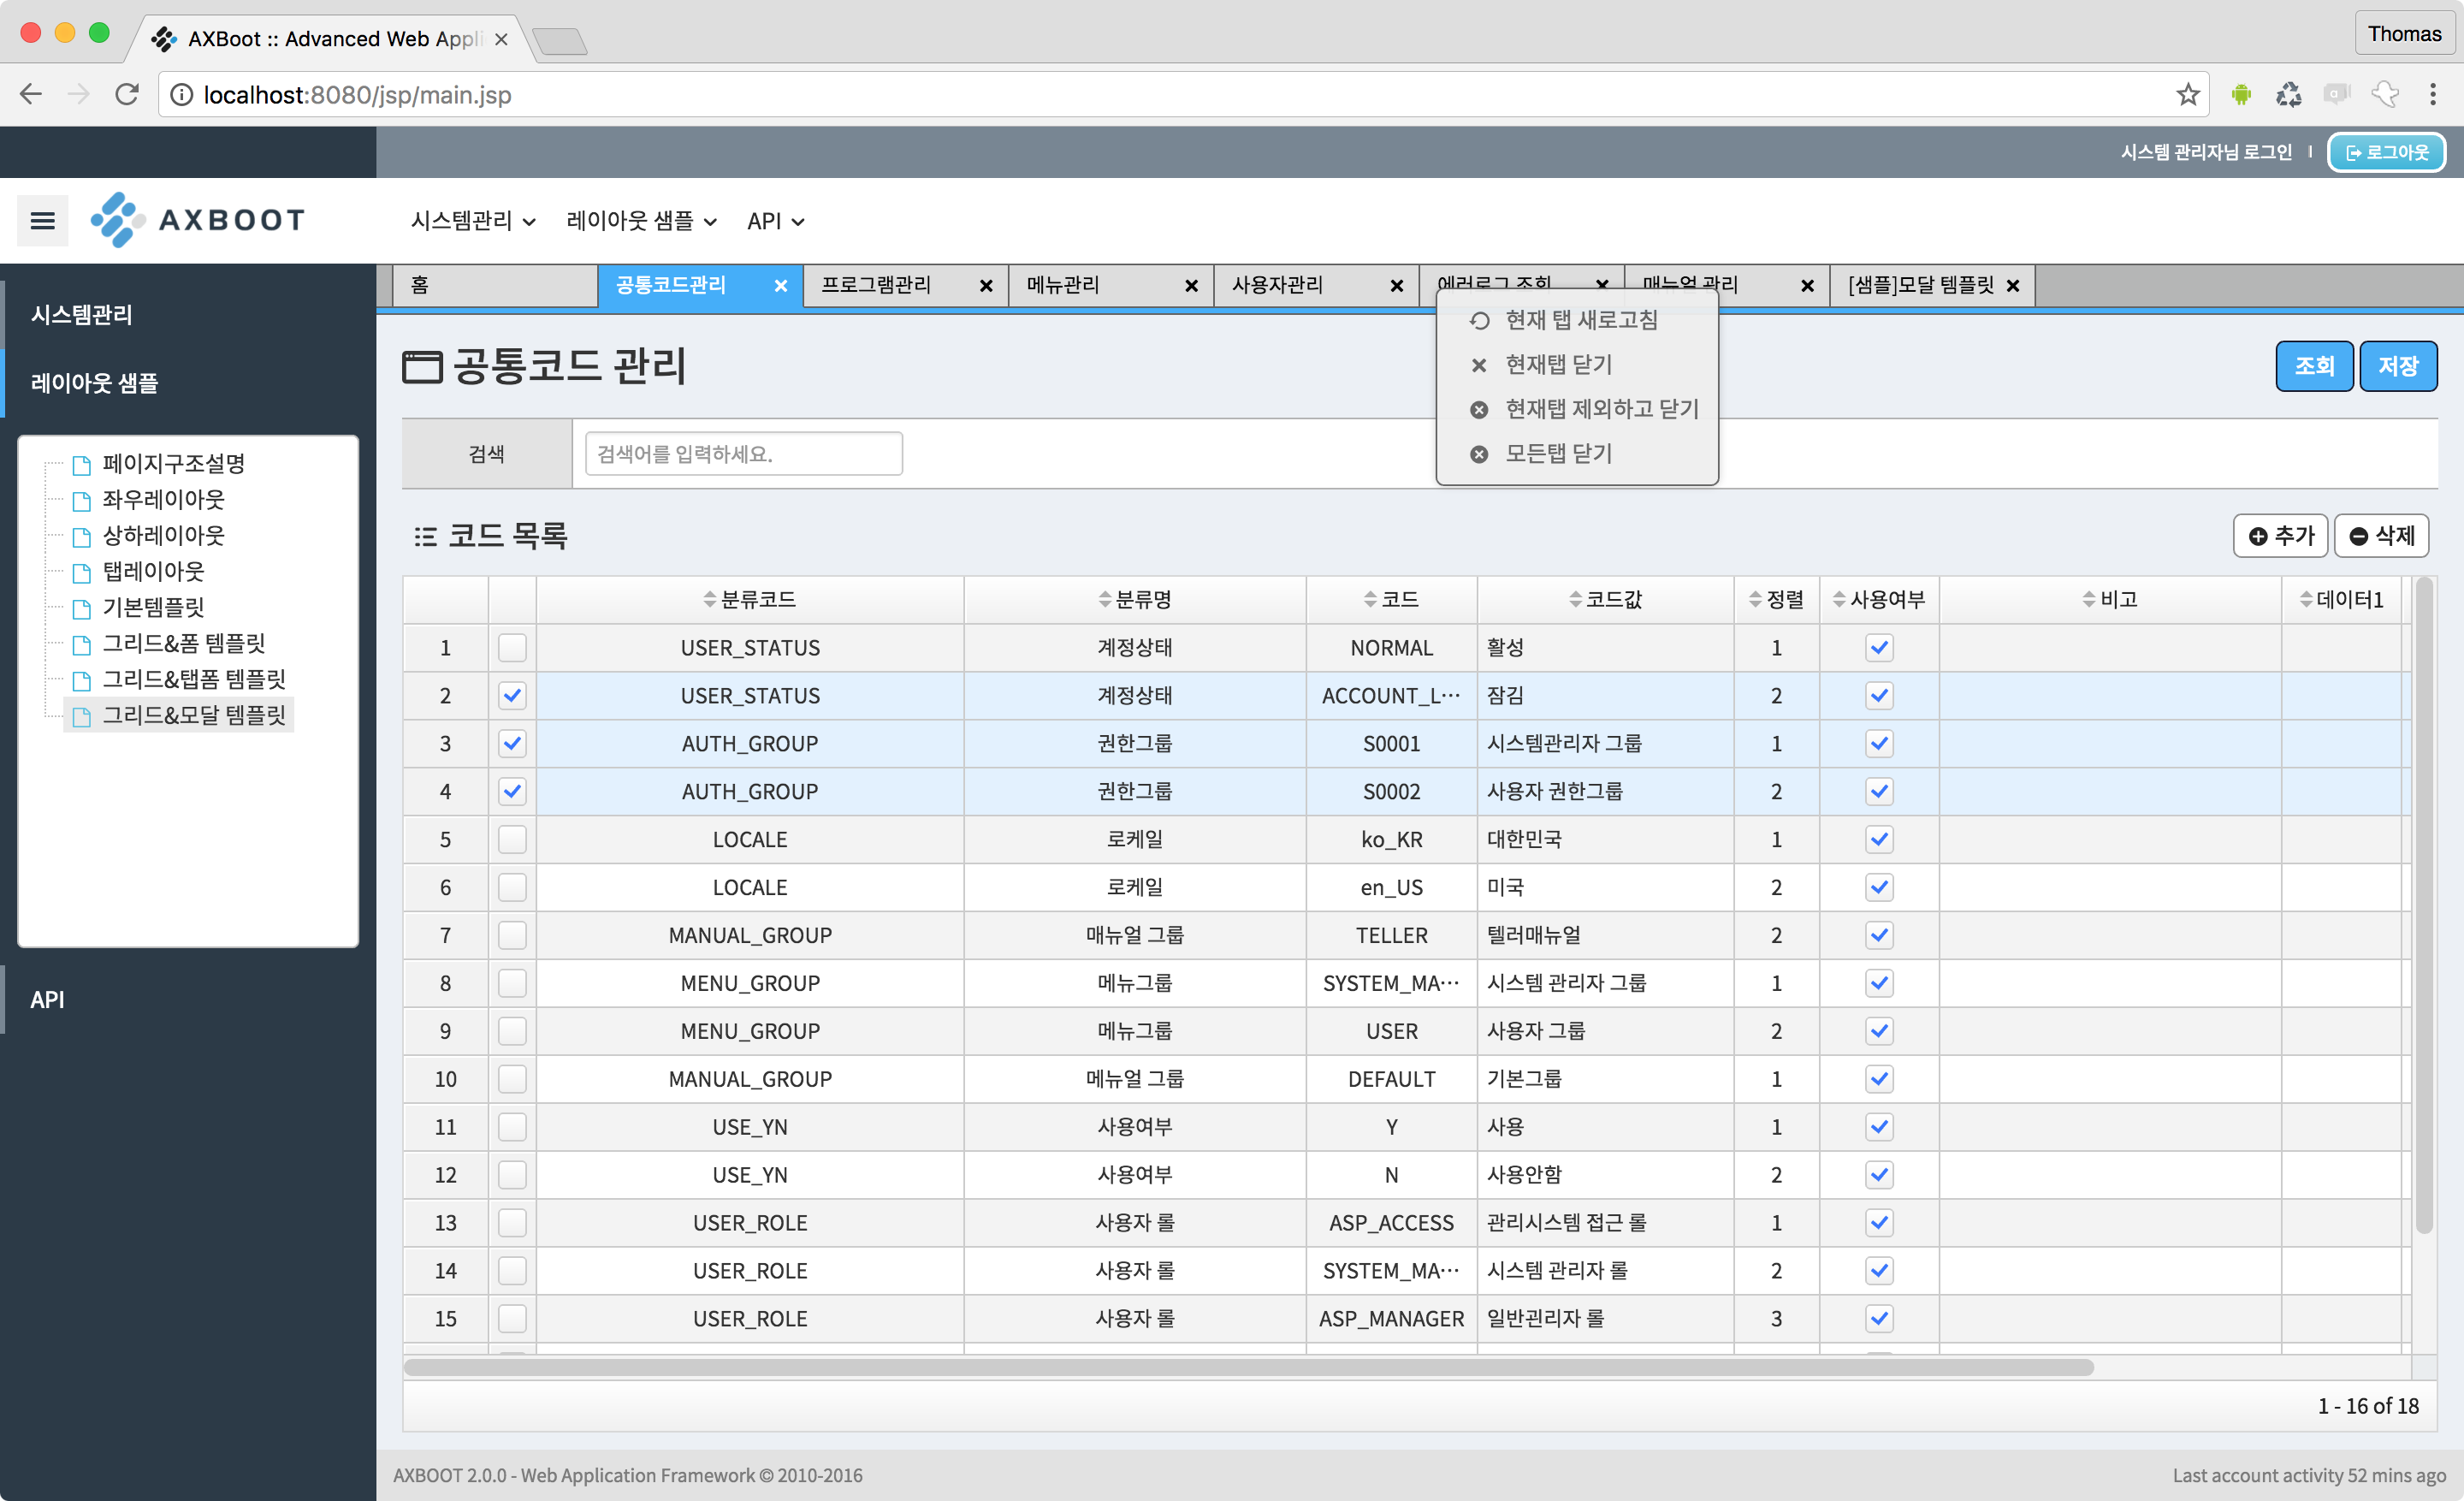 AXBoot :: Advanced Web Appli
Thomas
localhost:8080/jsp/main.jsp
시스템 관리자님 로그인 | 로그아웃
AXBOOT 시스템관리 레이아웃 샘플 API
홈 공통코드관리 프로그램관리 메뉴관리 사용자관리 에러로그 조회 매뉴얼 관리 [샘플]모달 템플릿
시스템관리
레이아웃 샘플
페이지구조설명
좌우레이아웃
상하레이아웃
탭레이아웃
기본템플릿
그리드&폼 템플릿
그리드&탭폼 템플릿
그리드&모달 템플릿
API
현재 탭 새로고침
현재탭 닫기
현재탭 제외하고 닫기
모든탭 닫기
공통코드 관리
조회 저장
검색 검색어를 입력하세요.
코드 목록
추가 삭제
분류코드 분류명 코드 코드값 정렬 사용여부 비고 데이터1
1 USER_STATUS 계정상태 NORMAL 활성 1
2 USER_STATUS 계정상태 ACCOUNT_L… 잠김 2
3 AUTH_GROUP 권한그룹 S0001 시스템관리자 그룹 1
4 AUTH_GROUP 권한그룹 S0002 사용자 권한그룹 2
5 LOCALE 로케일 ko_KR 대한민국 1
6 LOCALE 로케일 en_US 미국 2
7 MANUAL_GROUP 매뉴얼 그룹 TELLER 텔러매뉴얼 2
8 MENU_GROUP 메뉴그룹 SYSTEM_MA… 시스템 관리자 그룹 1
9 MENU_GROUP 메뉴그룹 USER 사용자 그룹 2
10 MANUAL_GROUP 메뉴얼 그룹 DEFAULT 기본그룹 1
11 USE_YN 사용여부 Y 사용 1
12 USE_YN 사용여부 N 사용안함 2
13 USER_ROLE 사용자 롤 ASP_ACCESS 관리시스템 접근 롤 1
14 USER_ROLE 사용자 롤 SYSTEM_MA… 시스템 관리자 롤 2
15 USER_ROLE 사용자 롤 ASP_MANAGER 일반괸리자 롤 3
1 - 16 of 18
AXBOOT 2.0.0 - Web Application Framework © 2010-2016
Last account activity 52 mins ago